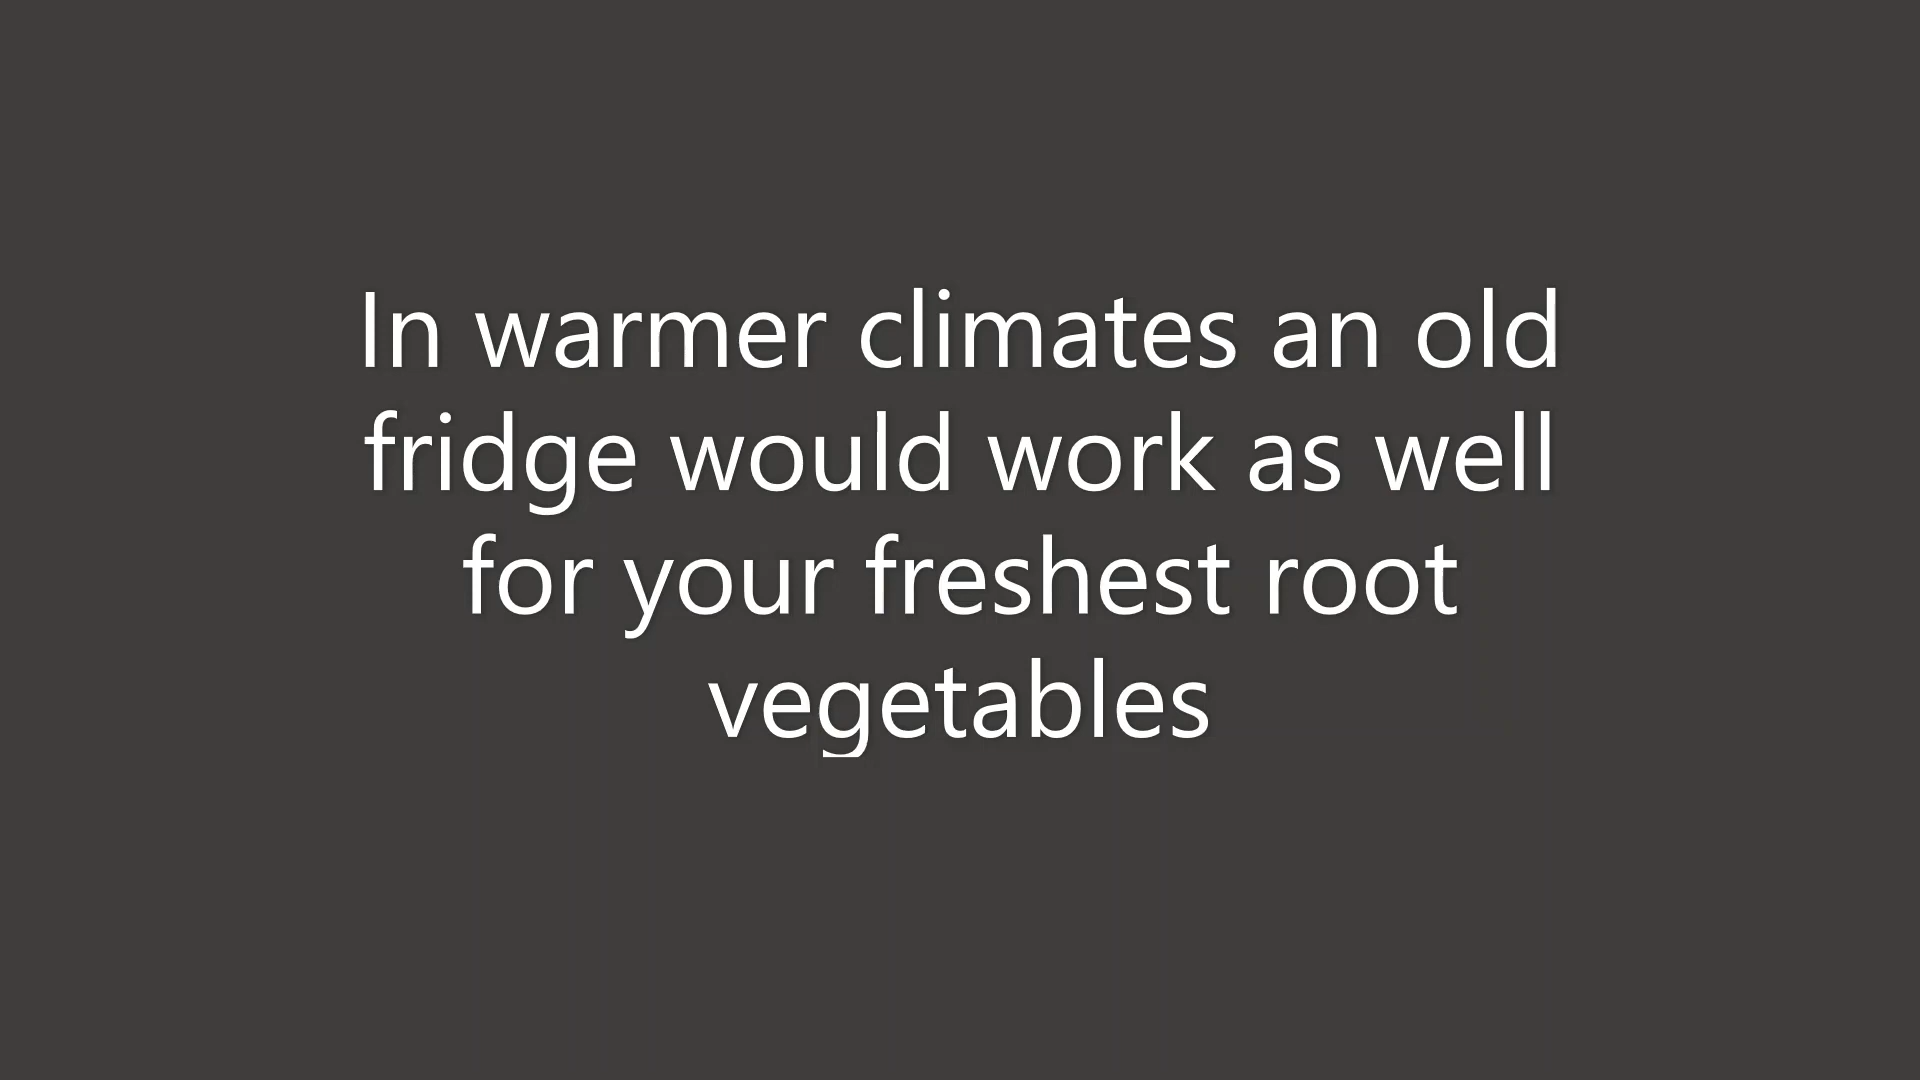 In warmer climates an old
fridge would work as well
for your freshest root
vegetables